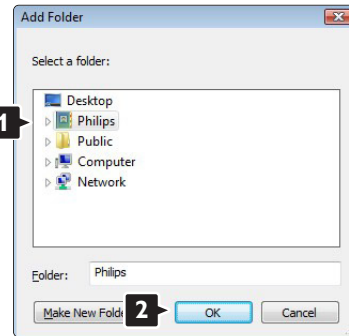 Add Folder
Select a folder:
Desktop
1 Philips
Public
Computer
Network
Folder: Philips
Make New Folde 2 OK Cancel